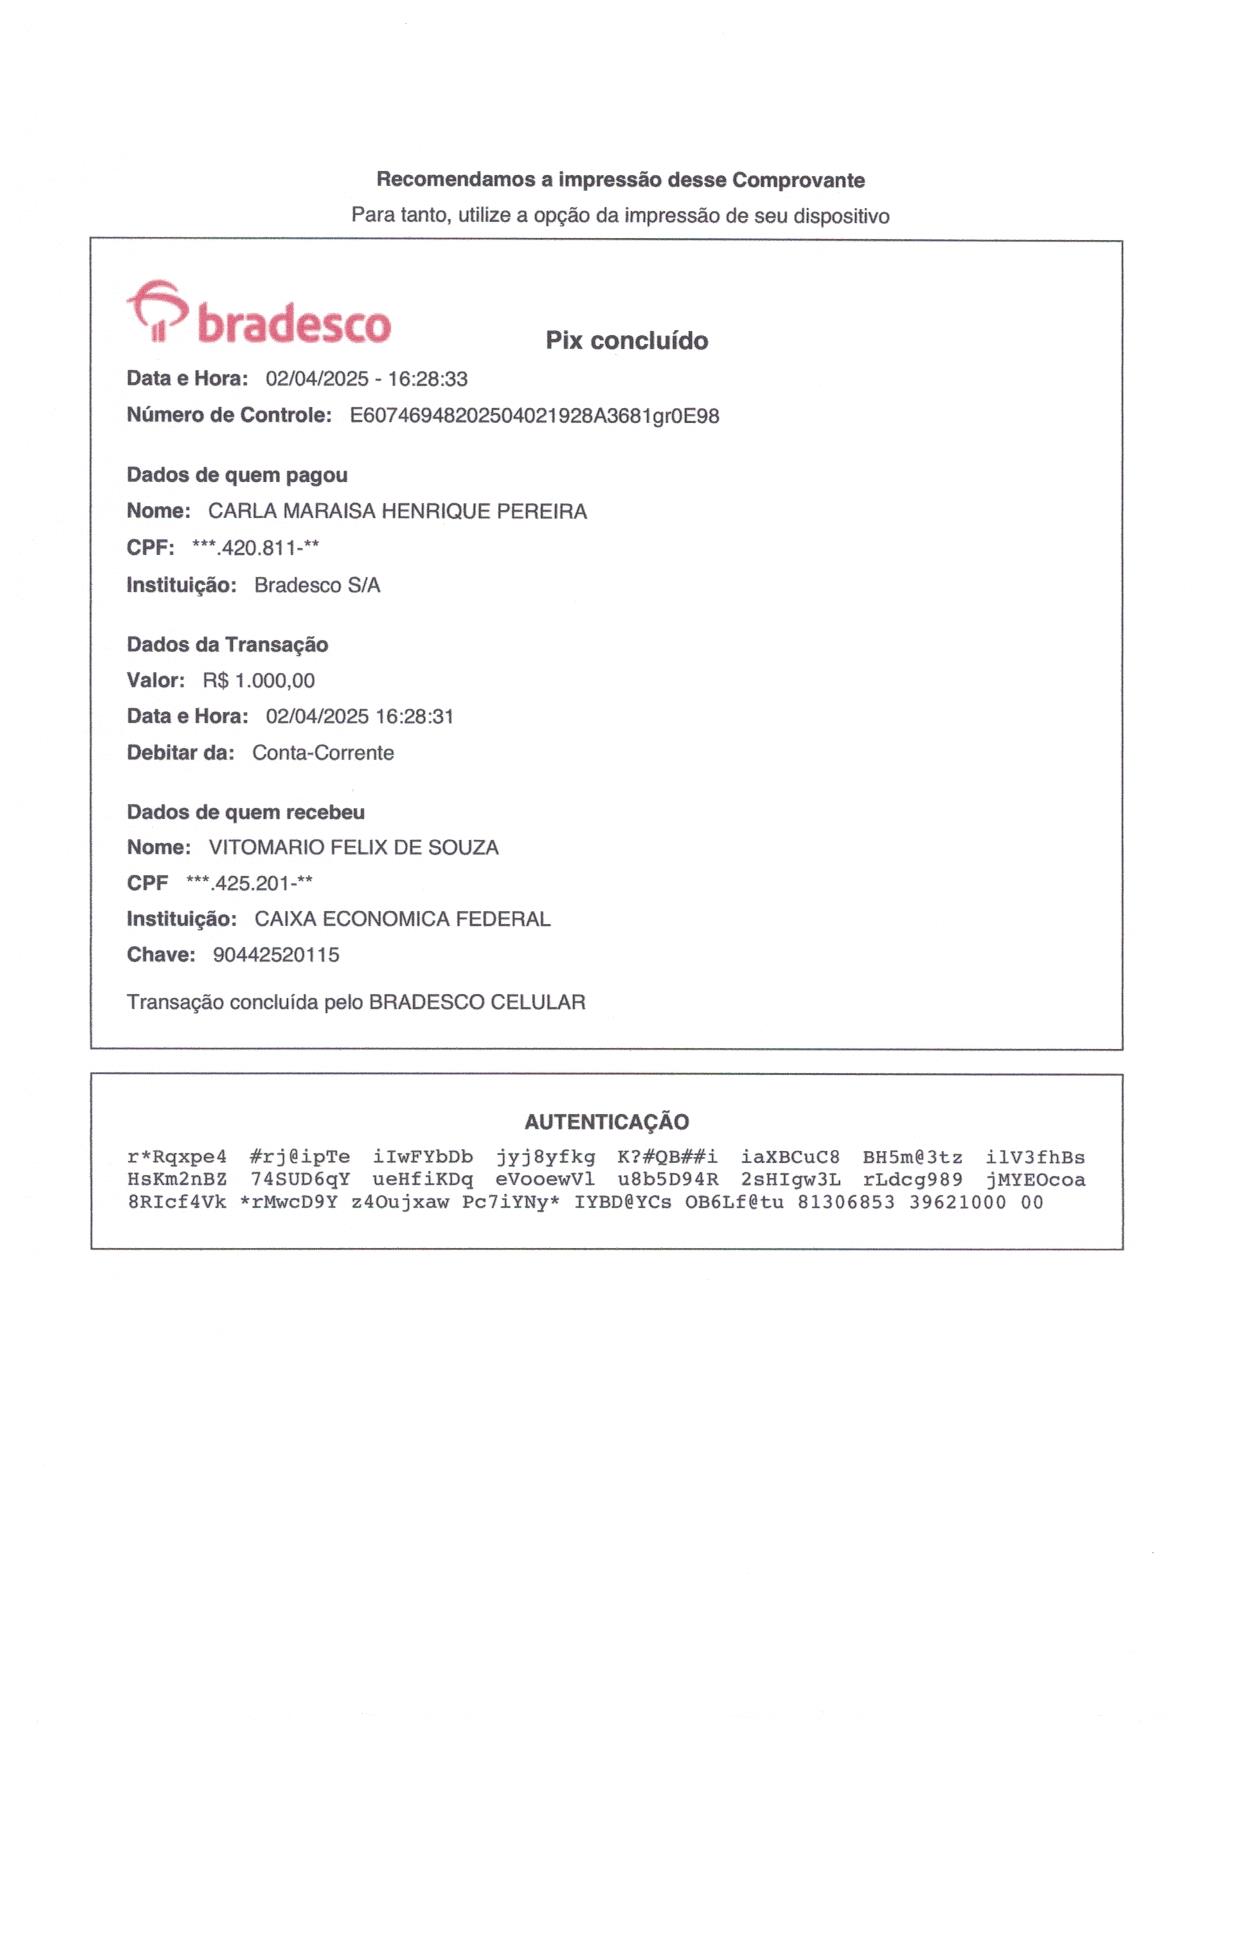 Recomendamos a impressão desse Comprovante
Para tanto, utilize a opção da impressão de seu dispositivo
bradesco
Pix concluído
Data e Hora: 02/04/2025 - 16:28:33
Número de Controle: E60746948202504021928A3681gr0E98
Dados de quem pagou
Nome: CARLA MARAISA HENRIQUE PEREIRA
CPF: ***.420.811-**
Instituição: Bradesco S/A
Dados da Transação
Valor: R$ 1.000,00
Data e Hora: 02/04/2025 16:28:31
Debitar da: Conta-Corrente
Dados de quem recebeu
Nome: VITOMARIO FELIX DE SOUZA
CPF ***.425.201-**
Instituição: CAIXA ECONOMICA FEDERAL
Chave: 90442520115
Transação concluída pelo BRADESCO CELULAR
AUTENTICAÇÃO
r*Rqxpe4 #rj@ipTe iIwFYbDb jyj8yfkg K?#QB##i iaXBCuC8 BH5m@3tz ilV3fhBs
HsKm2nBZ 74SUD6qY ueHfiKDq eVooewVl u8b5D94R 2sHIgw3L rLdcg989 jMYEOcoa
8RIcf4Vk *rMwcD9Y z4Oujxaw Pc7iYNy* IYBD@YCs OB6Lf@tu 81306853 39621000 00